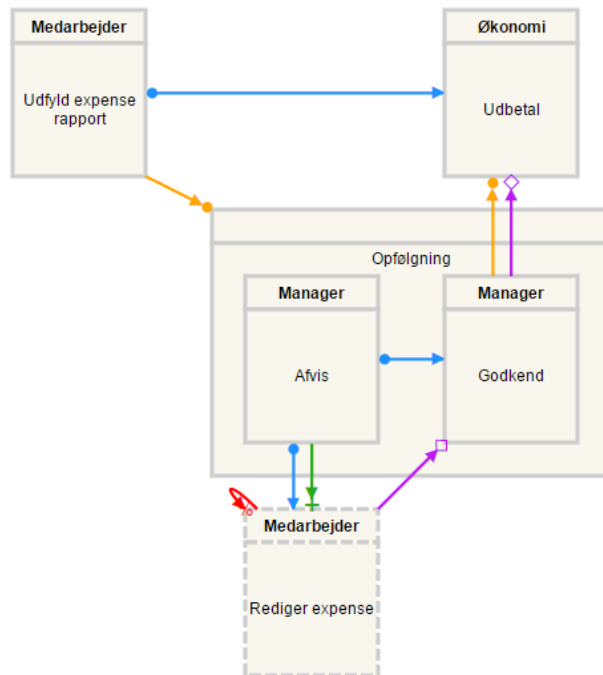 Medarbejder
Udfyld expense
rapport
Økonomi
Udbetal
Opfølgning
Manager
Afvis
Manager
Godkend
%
Medarbejder
Rediger expense